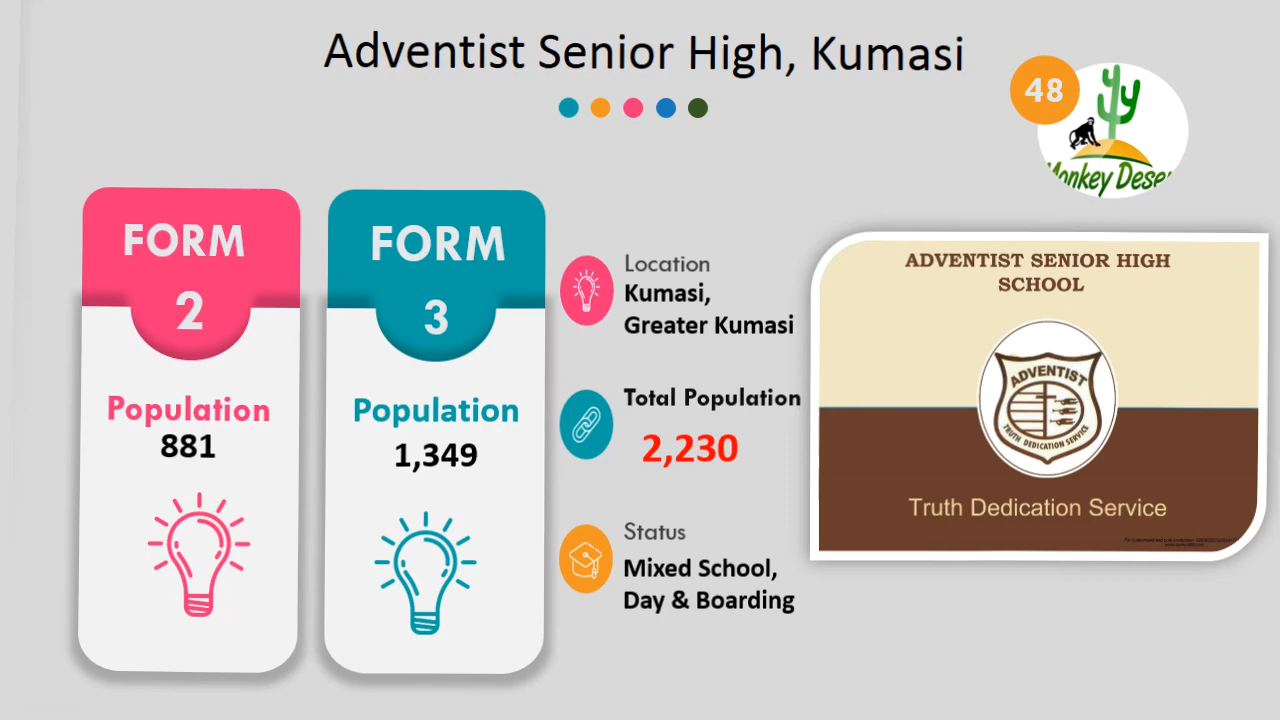 Adventist Senior High, Kumasi
48
Monkey Deser
FORM
2
Population
881
FORM
3
Population
1,349
Location
Kumasi,
Greater Kumasi
Total Population
2,230
Status
Mixed School,
Day & Boarding
ADVENTIST SENIOR HIGH
SCHOOL
ADVENTIST
TRUTH DEDICATION SERVICE
Truth Dedication Service